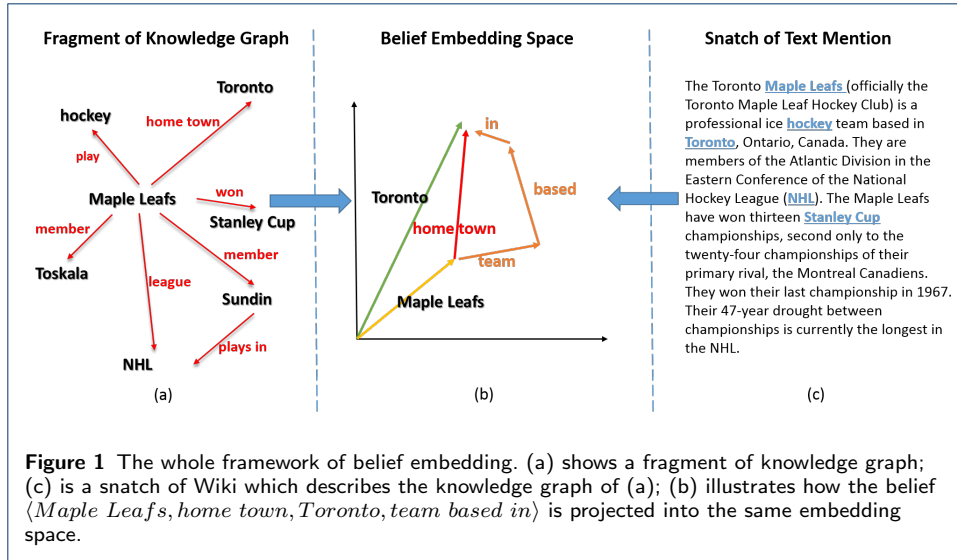 Fragment of Knowledge Graph
Toronto
hockey
home town
play
Maple Leafs
won
Stanley Cup
member
member
Toskala
league
Sundin
plays in
NHL
(a)
Belief Embedding Space
in
Toronto
based
home town
team
Maple Leafs
(b)
Snatch of Text Mention
The Toronto Maple Leafs (officially the
Toronto Maple Leaf Hockey Club) is a
professional ice hockey team based in
Toronto, Ontario, Canada. They are
members of the Atlantic Division in the
Eastern Conference of the National
Hockey League (NHL). The Maple Leafs
have won thirteen Stanley Cup
championships, second only to the
twenty-four championships of their
primary rival, the Montreal Canadiens.
They won their last championship in 1967.
Their 47-year drought between
championships is currently the longest in
the NHL.
(c)
Figure 1 The whole framework of belief embedding. (a) shows a fragment of knowledge graph;
(c) is a snatch of Wiki which describes the knowledge graph of (a); (b) illustrates how the belief
⟨Maple Leafs, home town, Toronto, team based in⟩ is projected into the same embedding
space.